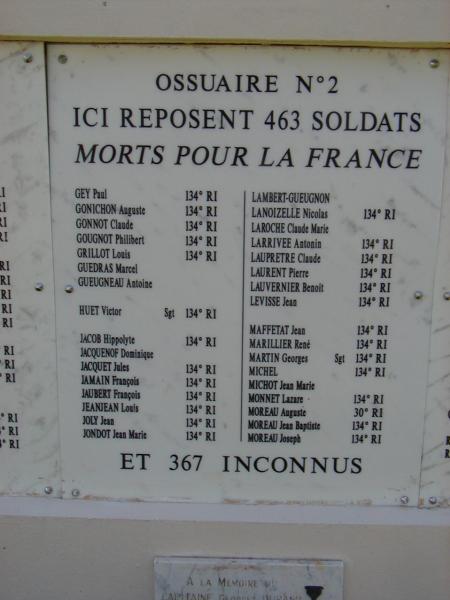 OSSUAIRE N°2
ICI REPOSENT 463 SOLDATS
MORTS POUR LA FRANCE
GEY Paul 134° RI
GONICHON Auguste 134° RI
GONNOT Claude 134° RI
GOUGNOT Philibert 134° RI
GRILLOT Louis 134° RI
GUEDRAS Marcel
GUEUGNEAU Antoine
HUET Victor Sgt 134° RI
JACOB Hippolyte 134° RI
JACQUENOF Dominique
JACQUET Jules 134° RI
JAMAIN François 134° RI
JAUBERT François 134° RI
JEANJEAN Louis 134° RI
JOLY Jean 134° RI
JONDOT Jean Marie 134° RI
LAMBERT-GUEUGNON
LANOIZELLE Nicolas 134° RI
LAROCHE Claude Marie
LARRIVEE Antonin 134° RI
LAUPRETRE Claude 134° RI
LAURENT Pierre 134° RI
LAUVERNIER Benoit 134° RI
LEVISSE Jean 134° RI
MAFFETAT Jean 134° RI
MARILLIER René 134° RI
MARTIN Georges Sgt 134° RI
MICHEL 134° RI
MICHOT Jean Marie
MONNET Lazare 134° RI
MOREAU Auguste 30° RI
MOREAU Jean Baptiste 134° RI
MOREAU Joseph 134° RI
ET 367 INCONNUS
A LA MEMOIRE DU
CAPITAINE GEORGES